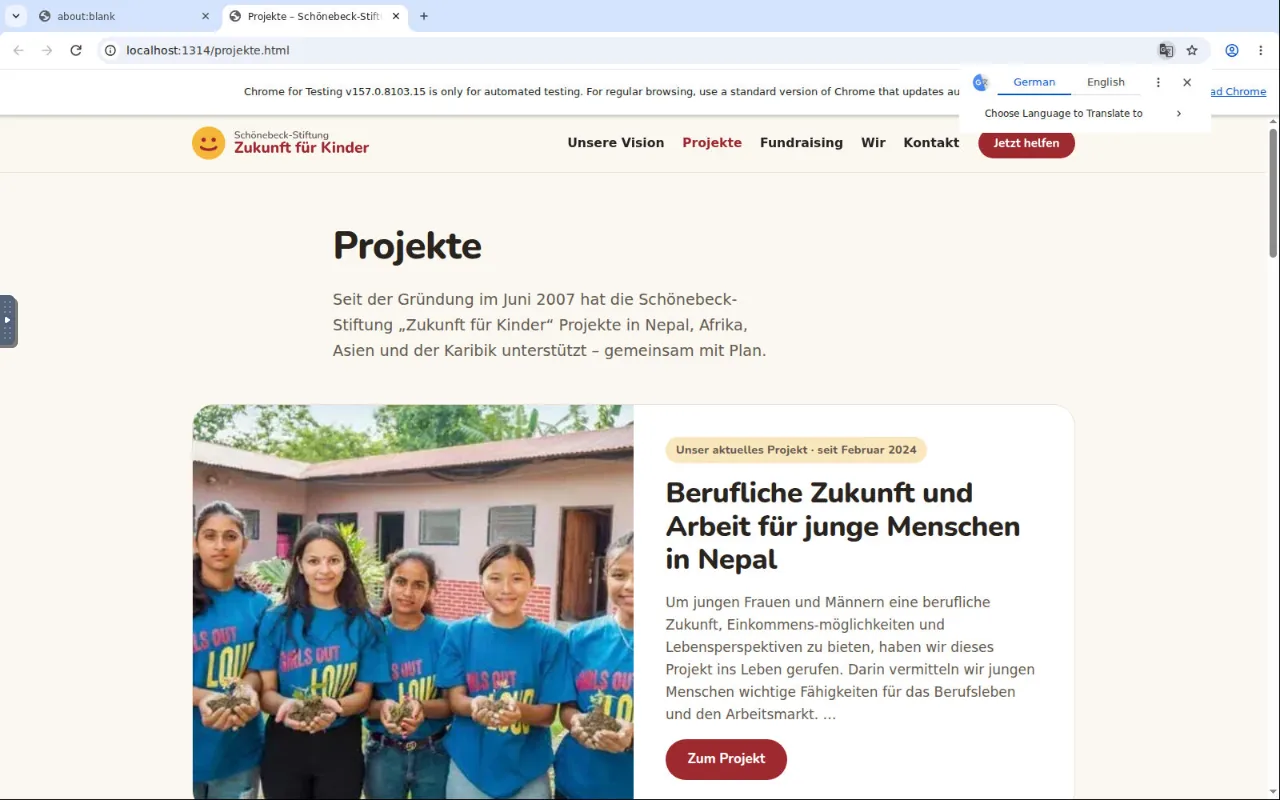 about:blank
Projekte – Schönebeck-Stift
localhost:1314/projekte.html
Chrome for Testing v157.0.8103.15 is only for automated testing. For regular browsing, use a standard version of Chrome that updates au
ad Chrome
German
English
Choose Language to Translate to
Schönebeck-Stiftung
Zukunft für Kinder
Unsere Vision
Projekte
Fundraising
Wir
Kontakt
Jetzt helfen
Projekte
Seit der Gründung im Juni 2007 hat die Schönebeck-
Stiftung „Zukunft für Kinder“ Projekte in Nepal, Afrika,
Asien und der Karibik unterstützt – gemeinsam mit Plan.
Unser aktuelles Projekt · seit Februar 2024
Berufliche Zukunft und
Arbeit für junge Menschen
in Nepal
Um jungen Frauen und Männern eine berufliche
Zukunft, Einkommens-möglichkeiten und
Lebensperspektiven zu bieten, haben wir dieses
Projekt ins Leben gerufen. Darin vermitteln wir jungen
Menschen wichtige Fähigkeiten für das Berufsleben
und den Arbeitsmarkt. …
Zum Projekt
GIRLS OUT
LOUD